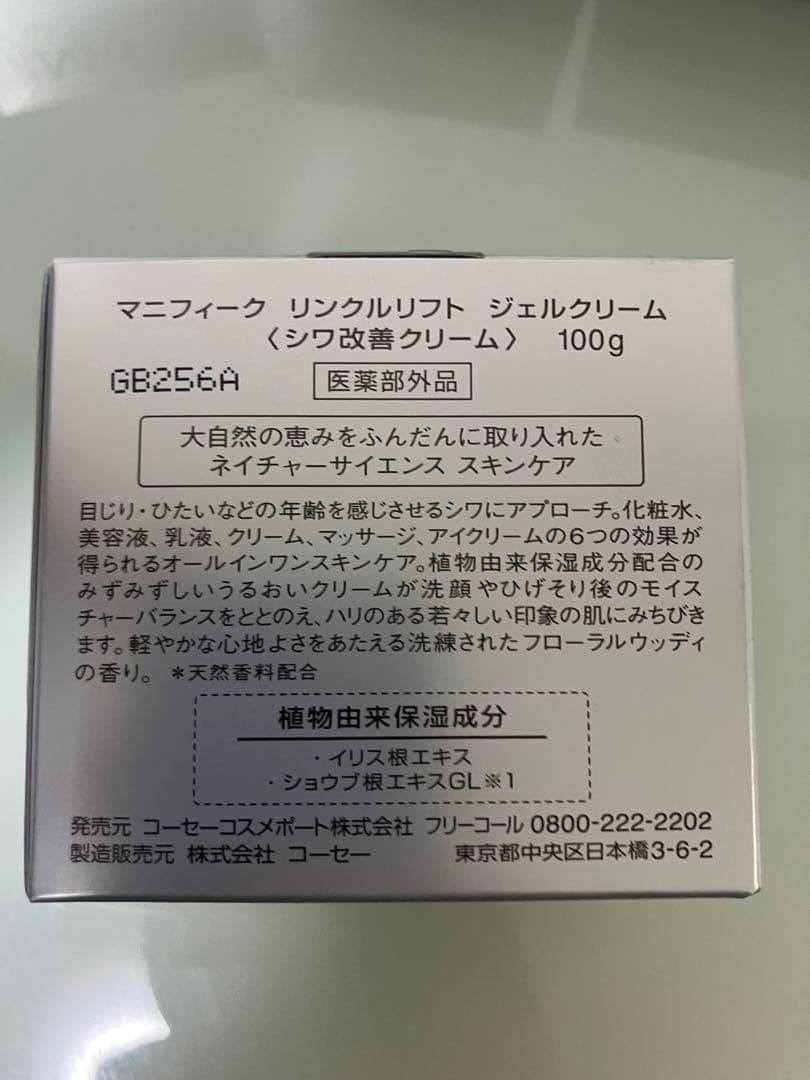 マニフィーク リンクルリフト ジェルクリーム
〈シワ改善クリーム〉 100g
GB256A 医薬部外品
大自然の恵みをふんだんに取り入れた
ネイチャーサイエンス スキンケア
目じり・ひたいなどの年齢を感じさせるシワにアプローチ。化粧水、
美容液、乳液、クリーム、マッサージ、アイクリームの6つの効果が
得られるオールインワンスキンケア。植物由来保湿成分配合の
みずみずしいうるおいクリームが洗顔やひげそり後のモイス
チャーバランスをととのえ、ハリのある若々しい印象の肌にみちびき
ます。軽やかな心地よさをあたえる洗練されたフローラルウッディ
の香り。 *天然香料配合
植物由来保湿成分
・イリス根エキス
・ショウブ根エキスGL※1
発売元 コーセーコスメポート株式会社 フリーコール 0800-222-2202
製造販売元 株式会社 コーセー 東京都中央区日本橋3-6-2